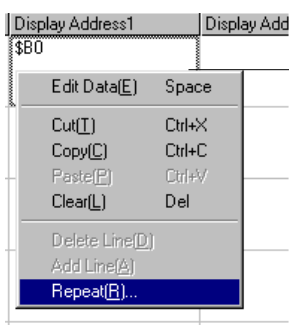 Display Address1 Display Add
$B0
Edit Data(E) Space
Cut(T) Ctrl+X
Copy(C) Ctrl+C
Paste(P) Ctrl+V
Clear(L) Del
Delete Line(D)
Add Line(A)
Repeat(R)...